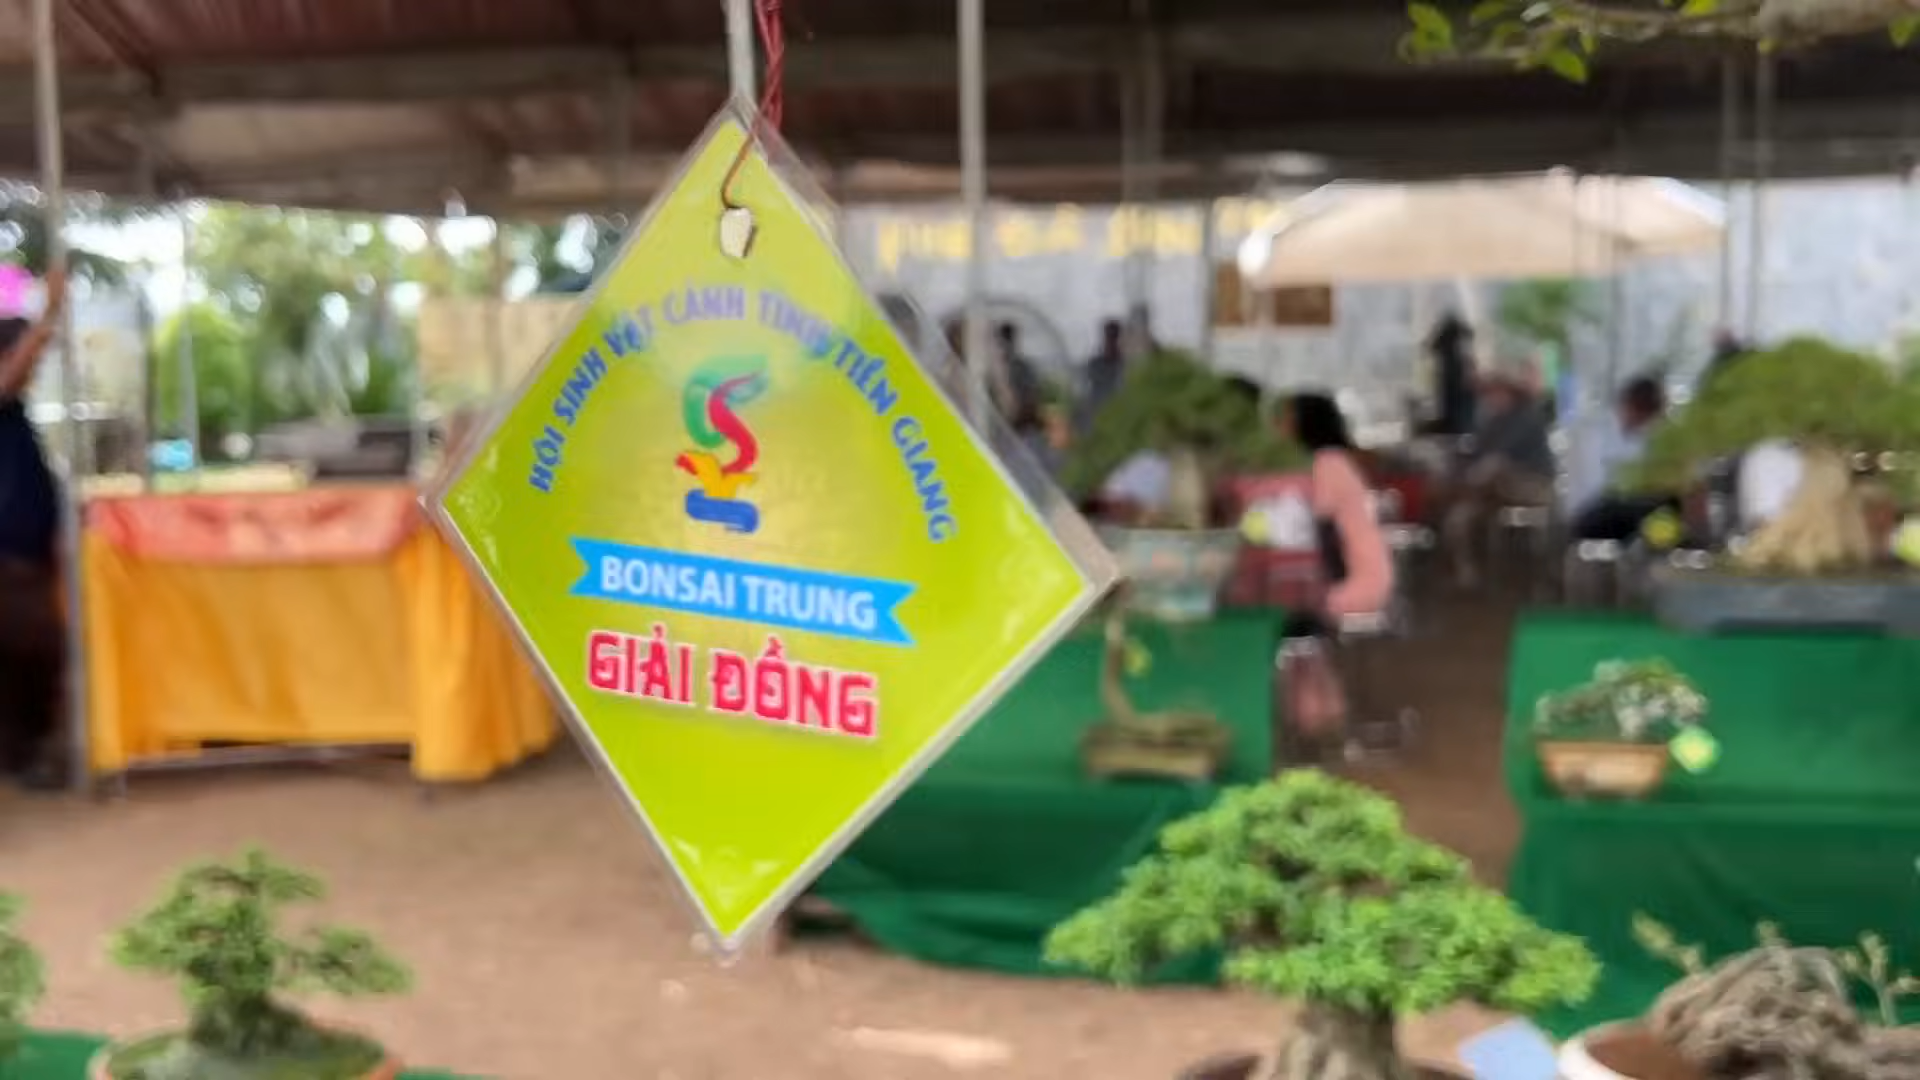 HỘI SINH VẬT CẢNH TỈNH TIỀN GIANG
BONSAI TRUNG
GIẢI ĐỒNG